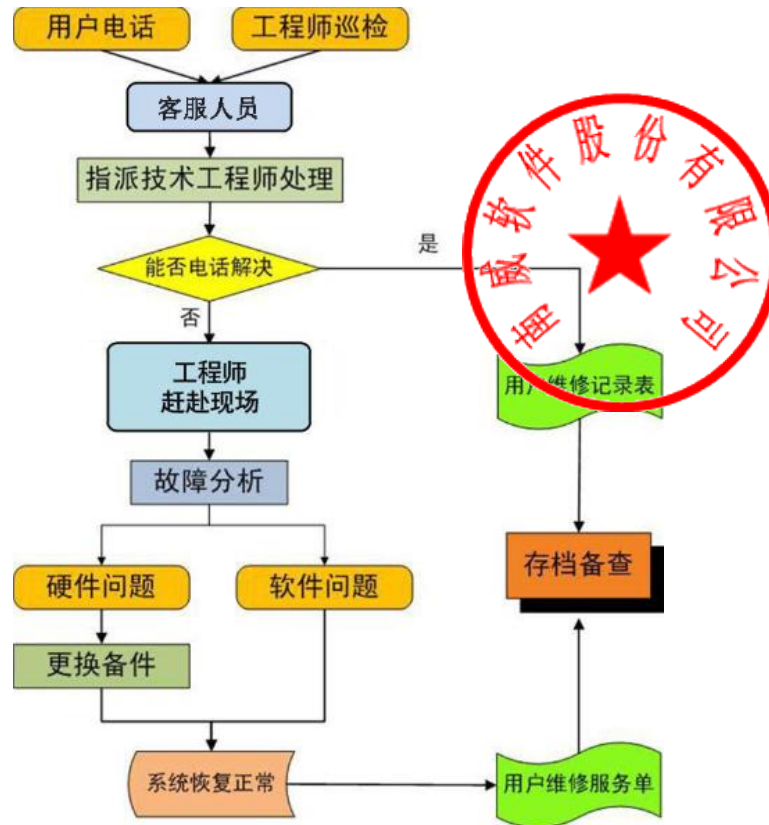 用户电话
工程师巡检
客服人员
指派技术工程师处理
能否电话解决
是
否
南威软件股份有限公司
工程师
赶赴现场
用户维修记录表
故障分析
存档备查
硬件问题
软件问题
更换备件
系统恢复正常
用户维修服务单